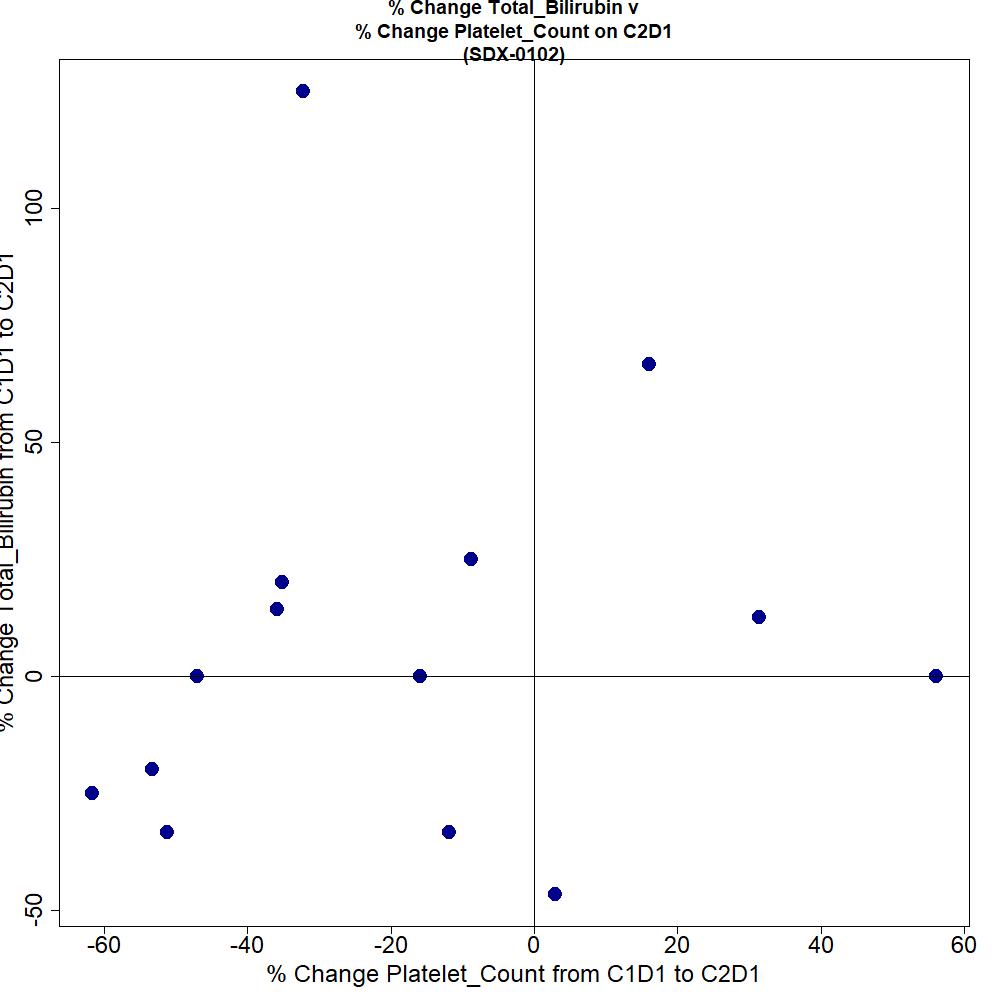 % Change Total_Bilirubin v
% Change Platelet_Count on C2D1
(SDX-0102)
% Change Total_Bilirubin from C1D1 to C2D1
100
50
0
-50
-60 -40 -20 0 20 40 60
% Change Platelet_Count from C1D1 to C2D1